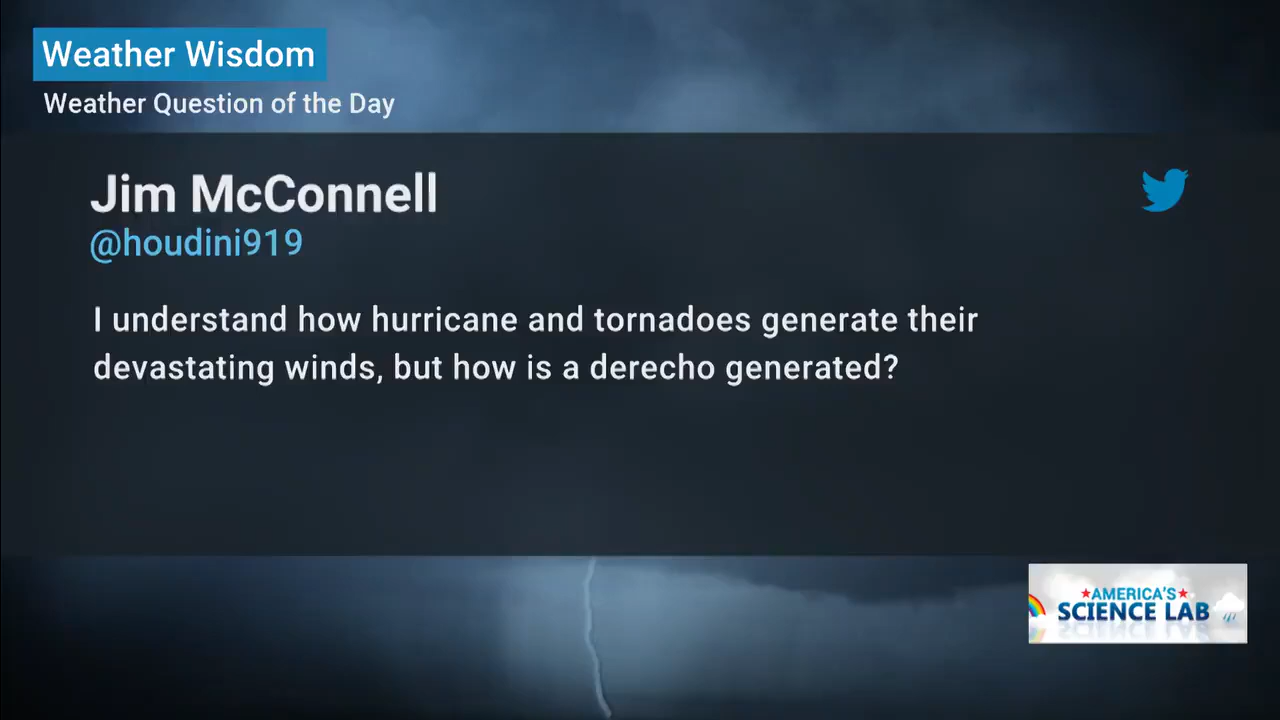 Weather Wisdom
Weather Question of the Day
Jim McConnell
@houdini919
I understand how hurricane and tornadoes generate their
devastating winds, but how is a derecho generated?
AMERICA'S
SCIENCE LAB